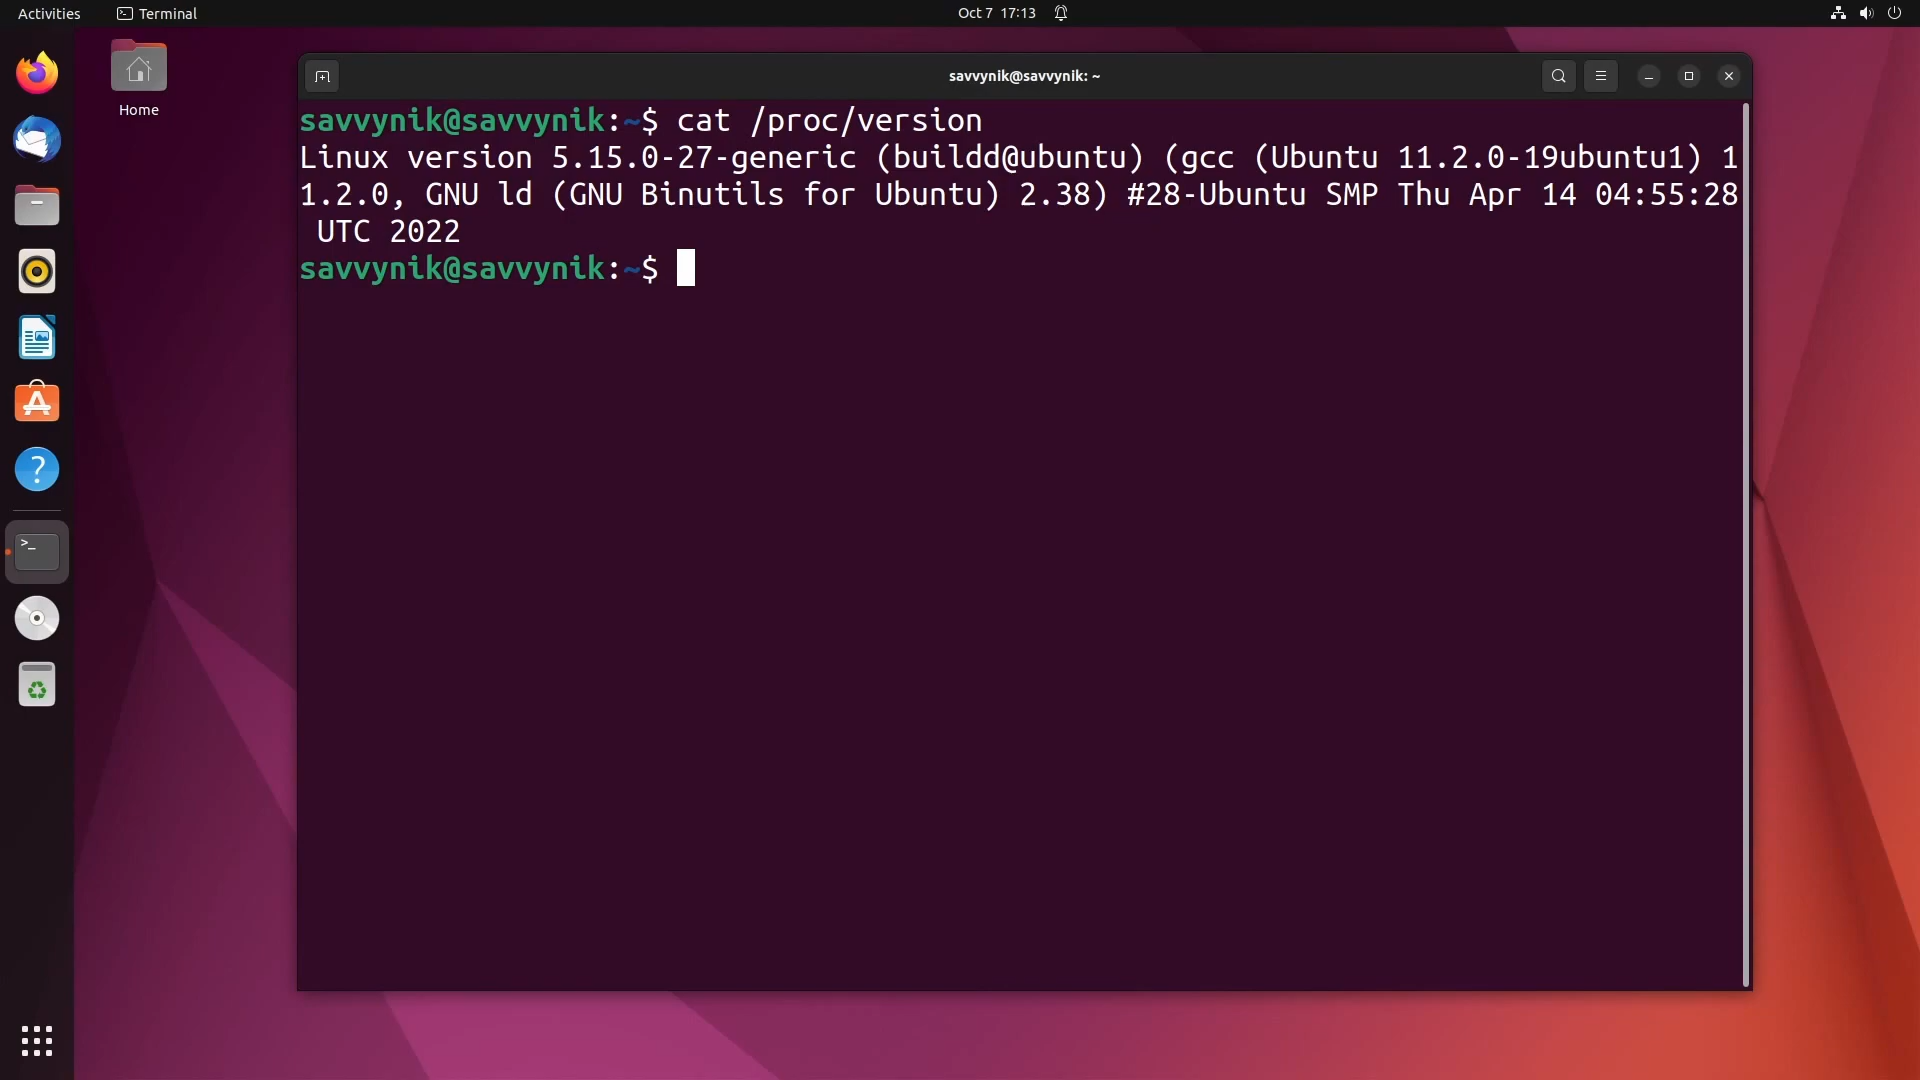 Activities
Terminal
Oct 7 17:13
Home
savvynik@savvynik: ~
savvynik@savvynik:~$ cat /proc/version
Linux version 5.15.0-27-generic (buildd@ubuntu) (gcc (Ubuntu 11.2.0-19ubuntu1) 1
1.2.0, GNU ld (GNU Binutils for Ubuntu) 2.38) #28-Ubuntu SMP Thu Apr 14 04:55:28
 UTC 2022
savvynik@savvynik:~$